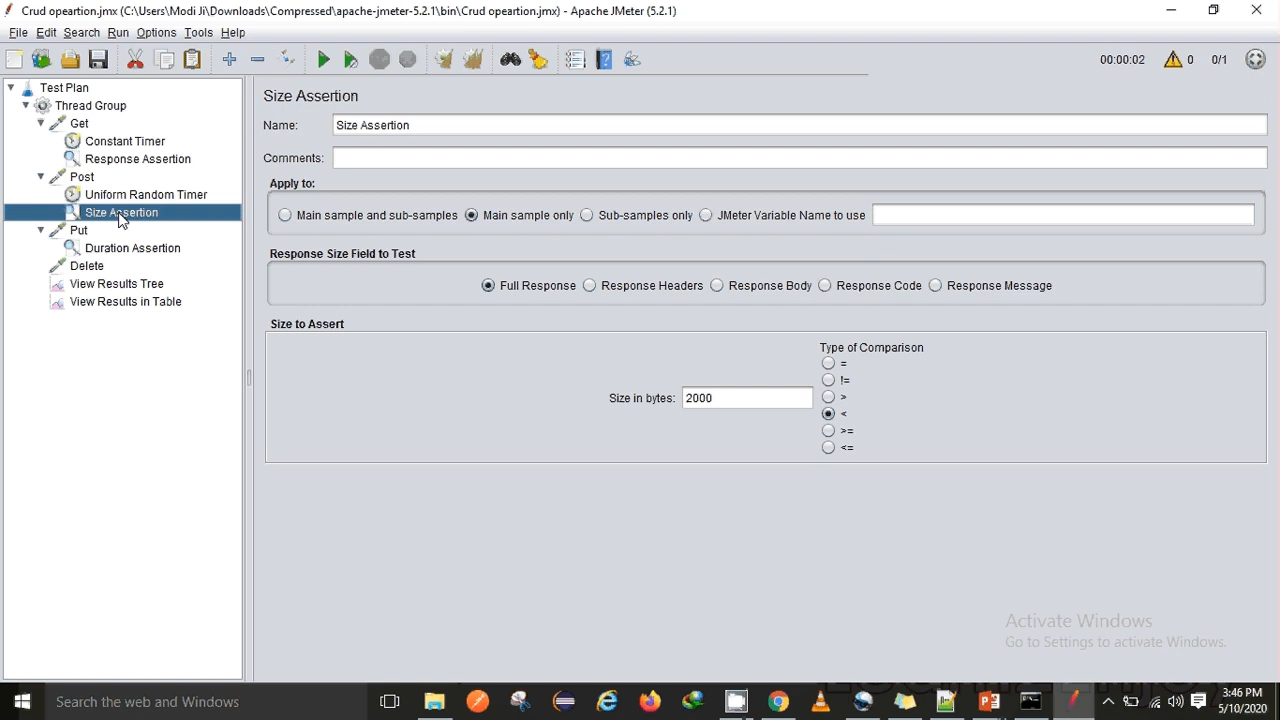 Crud opeartion.jmx (C:\Users\Modi Ji\Downloads\Compressed\apache-jmeter-5.2.1\bin\Crud opeartion.jmx) - Apache JMeter (5.2.1)
File Edit Search Run Options Tools Help
00:00:02 0 0/1
Test Plan
Thread Group
Get
Constant Timer
Response Assertion
Post
Uniform Random Timer
Size Assertion
Put
Duration Assertion
Delete
View Results Tree
View Results in Table
Size Assertion
Name: Size Assertion
Comments:
Apply to:
Main sample and sub-samples Main sample only Sub-samples only JMeter Variable Name to use
Response Size Field to Test
Full Response Response Headers Response Body Response Code Response Message
Size to Assert
Type of Comparison
=
!=
>
Size in bytes: 2000
<
>=
<=
Activate Windows
Go to Settings to activate Windows.
Search the web and Windows
3:46 PM
5/10/2020